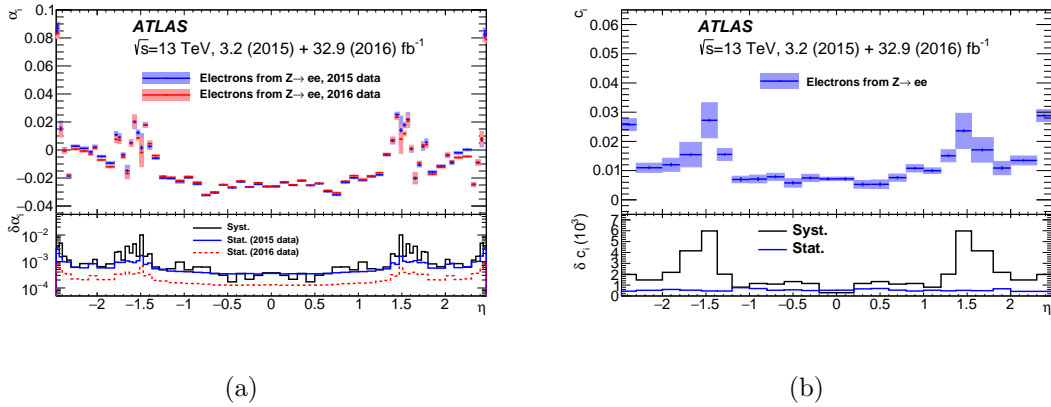 α_i
0.1
0.08
0.06
0.04
0.02
0
−0.02
−0.04
ATLAS
√s=13 TeV, 3.2 (2015) + 32.9 (2016) fb⁻¹
Electrons from Z→ ee, 2015 data
Electrons from Z→ ee, 2016 data
δα_i
10⁻²
10⁻³
10⁻⁴
Syst.
Stat. (2015 data)
Stat. (2016 data)
−2 −1.5 −1 −0.5 0 0.5 1 1.5 2 η
(a)
c_i
0.06
0.05
0.04
0.03
0.02
0.01
0
ATLAS
√s=13 TeV, 3.2 (2015) + 32.9 (2016) fb⁻¹
Electrons from Z→ ee
δ c_i (10³)
7
6
5
4
3
2
1
0
Syst.
Stat.
−2 −1.5 −1 −0.5 0 0.5 1 1.5 2 η
(b)